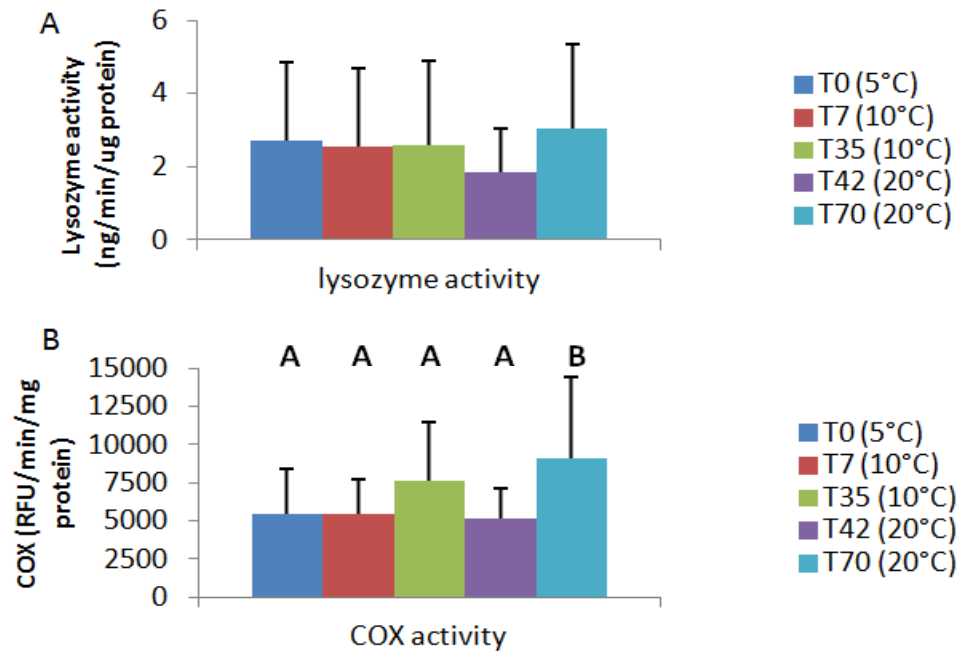 A
Lysozyme activity
(ng/min/ug protein)
6
4
2
0
lysozyme activity
T0 (5°C)
T7 (10°C)
T35 (10°C)
T42 (20°C)
T70 (20°C)
B
COX (RFU/min/mg
protein)
A A A A B
15000
12500
10000
7500
5000
2500
0
COX activity
T0 (5°C)
T7 (10°C)
T35 (10°C)
T42 (20°C)
T70 (20°C)